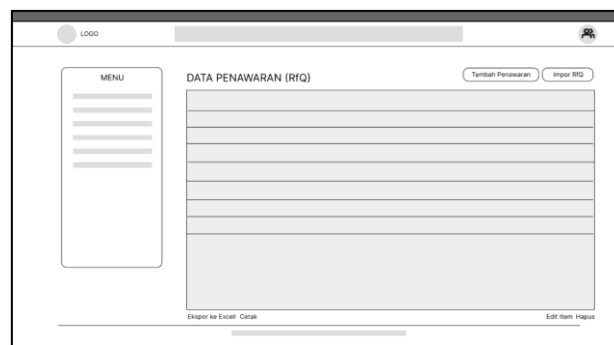 LOGO
MENU
DATA PENAWARAN (RfQ)
Tambah Penawaran
Impor RfQ
Ekspor ke Excell Cetak
Edit Item Hapus